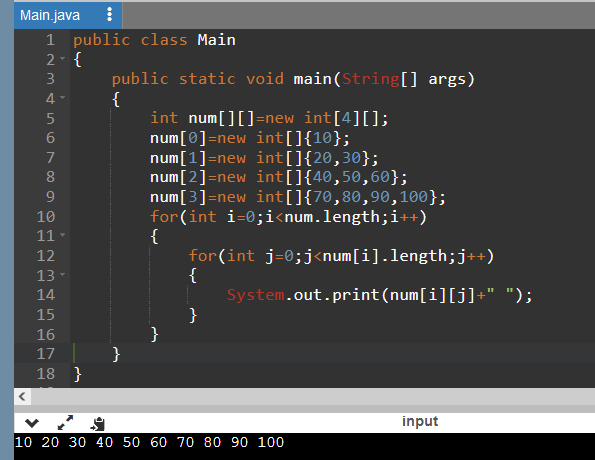 Main.java
1 public class Main
2 {
3     public static void main(String[] args)
4     {
5         int num[][]=new int[4][];
6         num[0]=new int[]{10};
7         num[1]=new int[]{20,30};
8         num[2]=new int[]{40,50,60};
9         num[3]=new int[]{70,80,90,100};
10         for(int i=0;i<num.length;i++)
11         {
12             for(int j=0;j<num[i].length;j++)
13             {
14                 System.out.print(num[i][j]+" ");
15             }
16         }
17     }
18 }
input
10 20 30 40 50 60 70 80 90 100